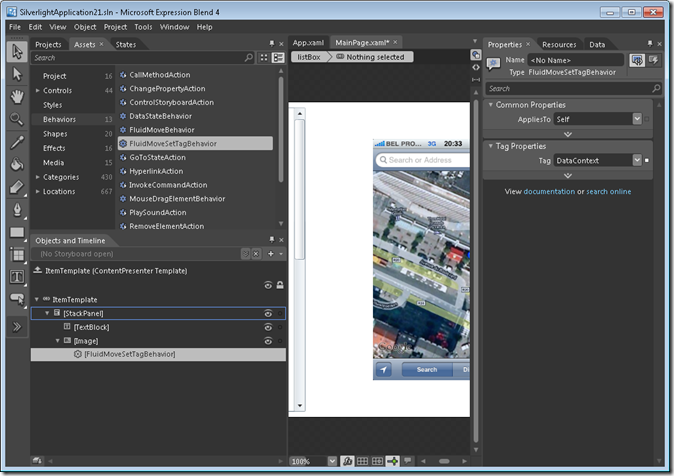 SilverlightApplication21.sln - Microsoft Expression Blend 4
File Edit View Object Project Tools Window Help
Projects Assets States
Search
Project 16
Controls 44
Styles
Behaviors 13
Shapes 20
Effects 16
Media 15
Categories 430
Locations 667
CallMethodAction
ChangePropertyAction
ControlStoryboardAction
DataStateBehavior
FluidMoveBehavior
FluidMoveSetTagBehavior
GoToStateAction
HyperlinkAction
InvokeCommandAction
MouseDragElementBehavior
PlaySoundAction
RemoveElementAction
Objects and Timeline
(No Storyboard open)
ItemTemplate (ContentPresenter Template)
ItemTemplate
[StackPanel]
[TextBlock]
[Image]
[FluidMoveSetTagBehavior]
App.xaml MainPage.xaml*
listBox Nothing selected
BEL PRO... 3G 20:33
Search or Address
Search Di
100%
Properties Resources Data
Name <No Name>
Type FluidMoveSetTagBehavior
Search
Common Properties
AppliesTo Self
Tag Properties
Tag DataContext
View documentation or search online